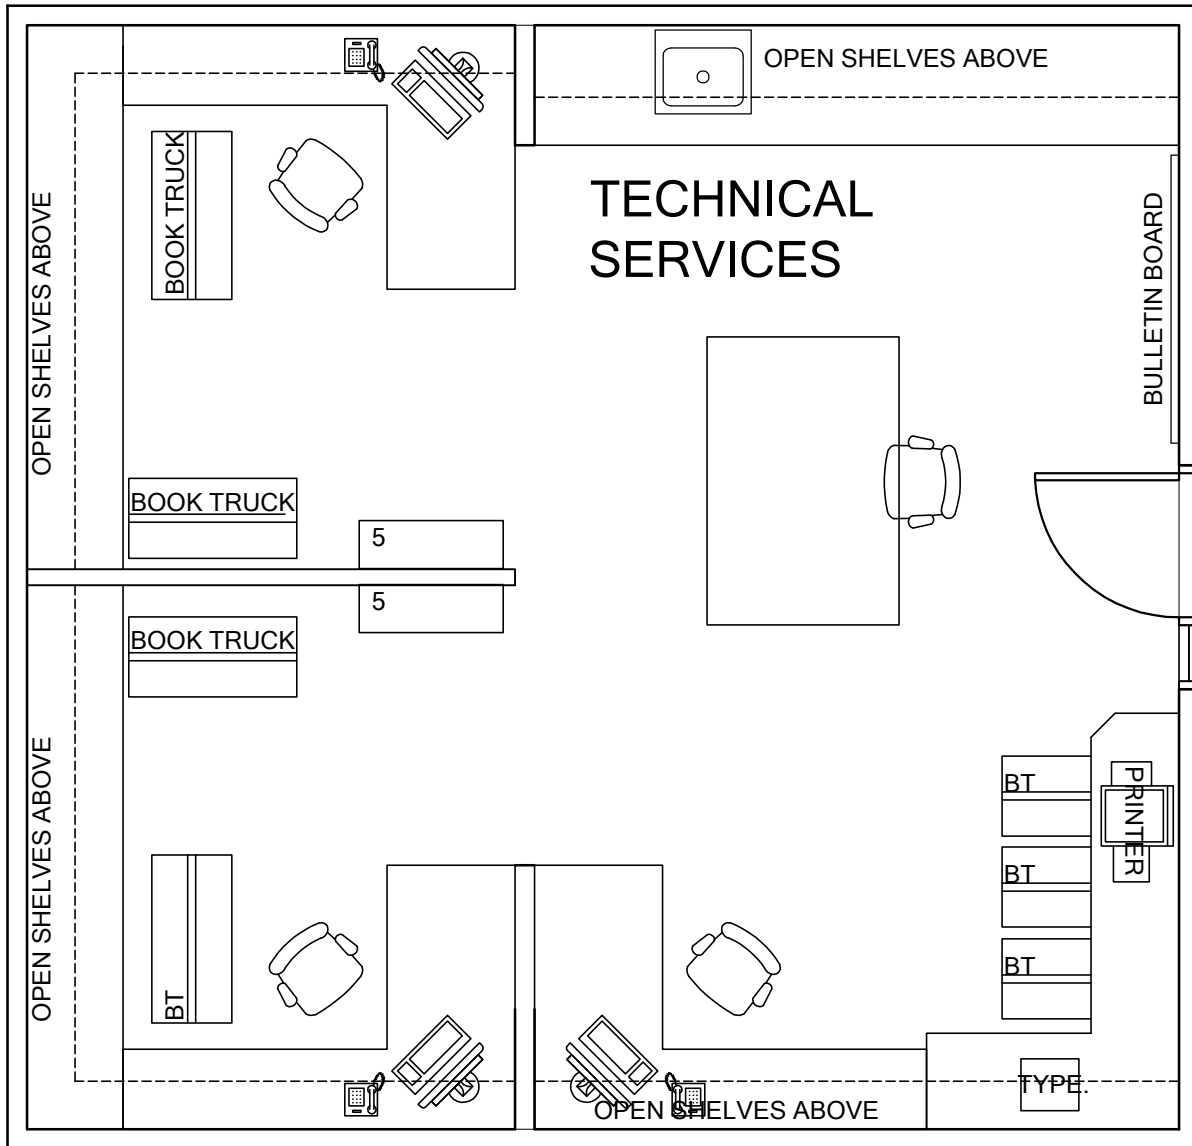 OPEN SHELVES ABOVE
TECHNICAL
SERVICES
BOOK TRUCK
OPEN SHELVES ABOVE
BULLETIN BOARD
BOOK TRUCK
5
5
BOOK TRUCK
OPEN SHELVES ABOVE
BT
PRINTER
BT
BT
BT
TYPE.
OPEN SHELVES ABOVE